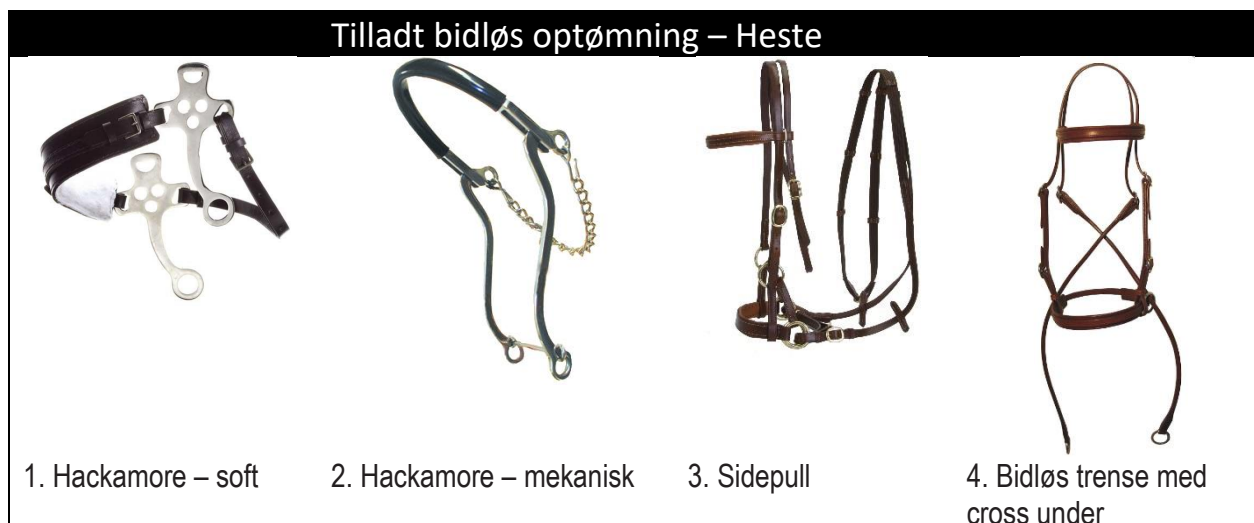 Tilladt bidløs optømning – Heste
1. Hackamore – soft
2. Hackamore – mekanisk
3. Sidepull
4. Bidløs trense med
cross under